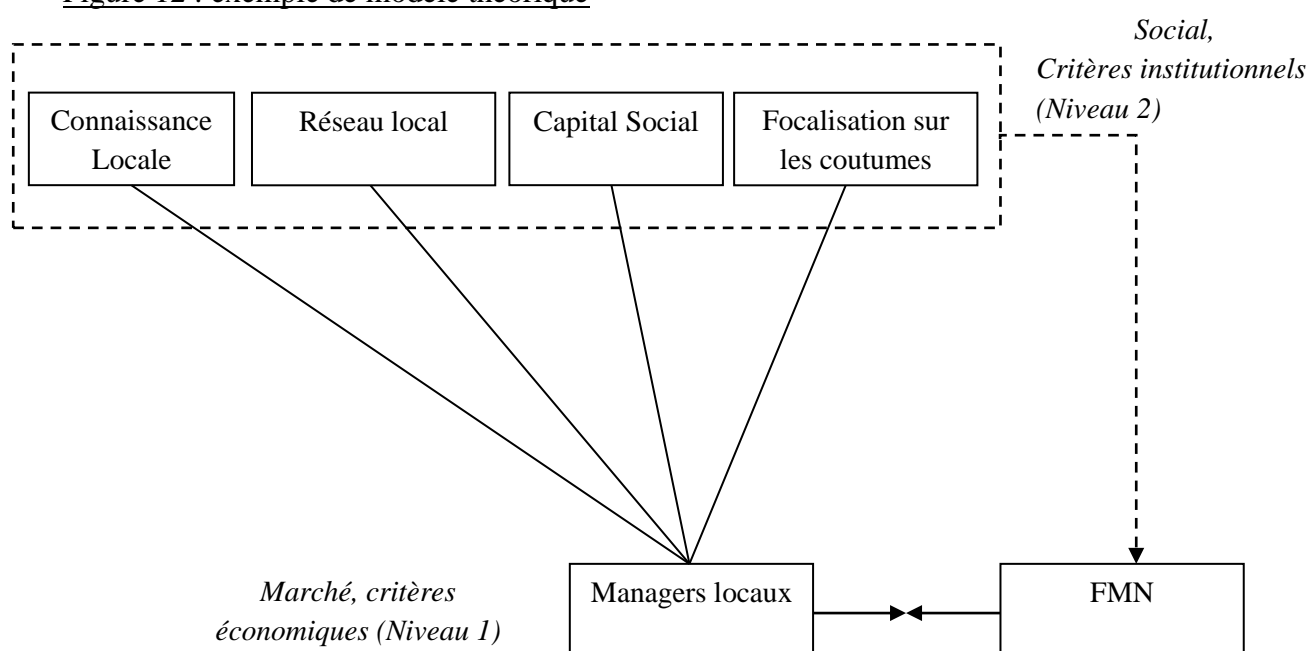 Figure 12 : exemple de modèle théorique
Social,
Critères institutionnels
(Niveau 2)
Connaissance
Locale
Réseau local
Capital Social
Focalisation sur
les coutumes
Marché, critères
économiques (Niveau 1)
Managers locaux
FMN